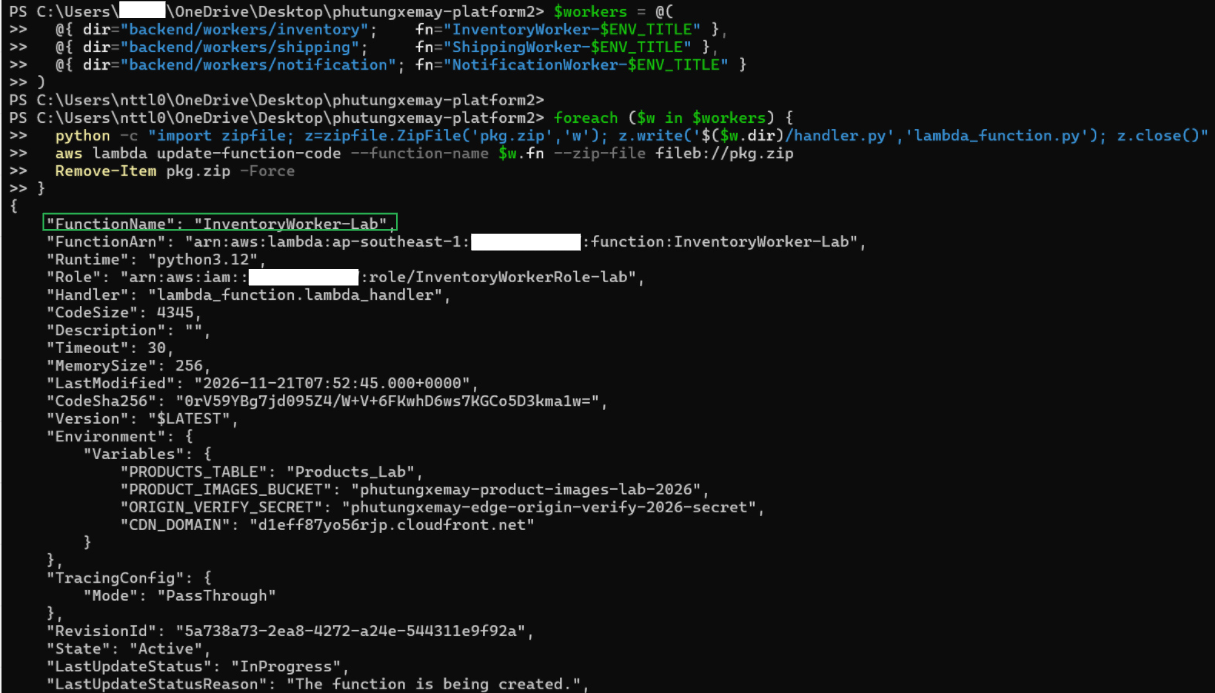 PS C:\Users\ \OneDrive\Desktop\phutungxemay-platform2> $workers = @(
>>   @{ dir="backend/workers/inventory";    fn="InventoryWorker-$ENV_TITLE" },
>>   @{ dir="backend/workers/shipping";     fn="ShippingWorker-$ENV_TITLE" },
>>   @{ dir="backend/workers/notification"; fn="NotificationWorker-$ENV_TITLE" }
>> )
PS C:\Users\nttl0\OneDrive\Desktop\phutungxemay-platform2>
PS C:\Users\nttl0\OneDrive\Desktop\phutungxemay-platform2> foreach ($w in $workers) {
>>   python -c "import zipfile; z=zipfile.ZipFile('pkg.zip','w'); z.write('$($w.dir)/handler.py','lambda_function.py'); z.close()"
>>   aws lambda update-function-code --function-name $w.fn --zip-file fileb://pkg.zip
>>   Remove-Item pkg.zip -Force
>> }
{
    "FunctionName": "InventoryWorker-Lab",
    "FunctionArn": "arn:aws:lambda:ap-southeast-1: :function:InventoryWorker-Lab",
    "Runtime": "python3.12",
    "Role": "arn:aws:iam:: :role/InventoryWorkerRole-lab",
    "Handler": "lambda_function.lambda_handler",
    "CodeSize": 4345,
    "Description": "",
    "Timeout": 30,
    "MemorySize": 256,
    "LastModified": "2026-11-21T07:52:45.000+0000",
    "CodeSha256": "0rV59YBg7jd095Z4/W+V+6FKwhD6ws7KGCo5D3kma1w=",
    "Version": "$LATEST",
    "Environment": {
        "Variables": {
            "PRODUCTS_TABLE": "Products_Lab",
            "PRODUCT_IMAGES_BUCKET": "phutungxemay-product-images-lab-2026",
            "ORIGIN_VERIFY_SECRET": "phutungxemay-edge-origin-verify-2026-secret",
            "CDN_DOMAIN": "d1eff87yo56rjp.cloudfront.net"
        }
    },
    "TracingConfig": {
        "Mode": "PassThrough"
    },
    "RevisionId": "5a738a73-2ea8-4272-a24e-544311e9f92a",
    "State": "Active",
    "LastUpdateStatus": "InProgress",
    "LastUpdateStatusReason": "The function is being created.",